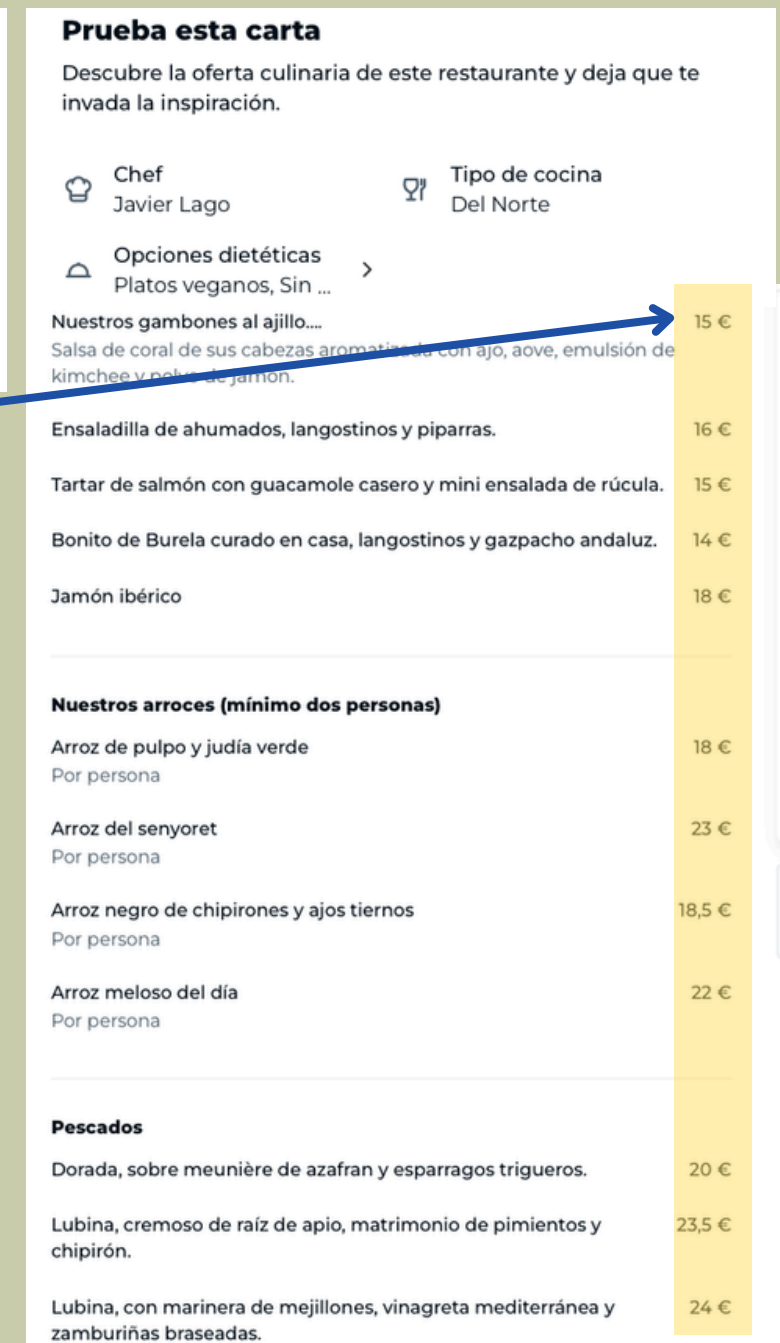 Prueba esta carta
Descubre la oferta culinaria de este restaurante y deja que te
invada la inspiración.
Chef
Javier Lago
Tipo de cocina
Del Norte
Opciones dietéticas
Platos veganos, Sin ...
Nuestros gambones al ajillo.... 15 €
Salsa de coral de sus cabezas aromatizada con ajo, aove, emulsión de
kimchee y polvo de jamón.
Ensaladilla de ahumados, langostinos y piparras. 16 €
Tartar de salmón con guacamole casero y mini ensalada de rúcula. 15 €
Bonito de Burela curado en casa, langostinos y gazpacho andaluz. 14 €
Jamón ibérico 18 €
Nuestros arroces (mínimo dos personas)
Arroz de pulpo y judía verde 18 €
Por persona
Arroz del senyoret 23 €
Por persona
Arroz negro de chipirones y ajos tiernos 18,5 €
Por persona
Arroz meloso del día 22 €
Por persona
Pescados
Dorada, sobre meunière de azafran y esparragos trigueros. 20 €
Lubina, cremoso de raíz de apio, matrimonio de pimientos y 23,5 €
chipirón.
Lubina, con marinera de mejillones, vinagreta mediterránea y 24 €
zamburiñas braseadas.